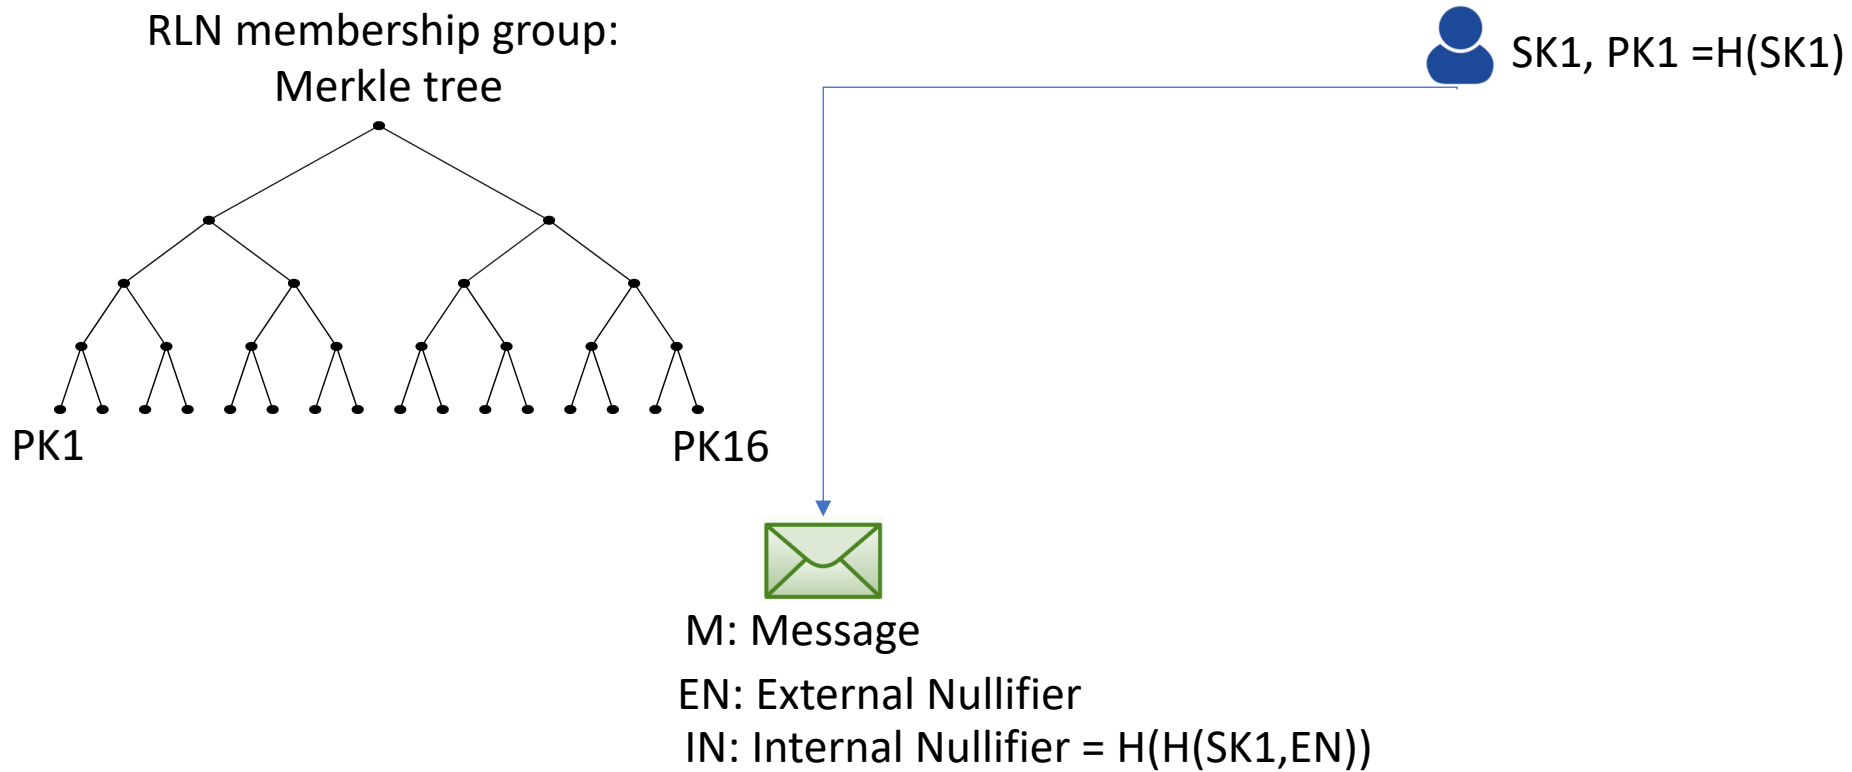 RLN membership group:
Merkle tree
SK1, PK1 =H(SK1)
PK1
PK16
M: Message
EN: External Nullifier
IN: Internal Nullifier = H(H(SK1,EN))